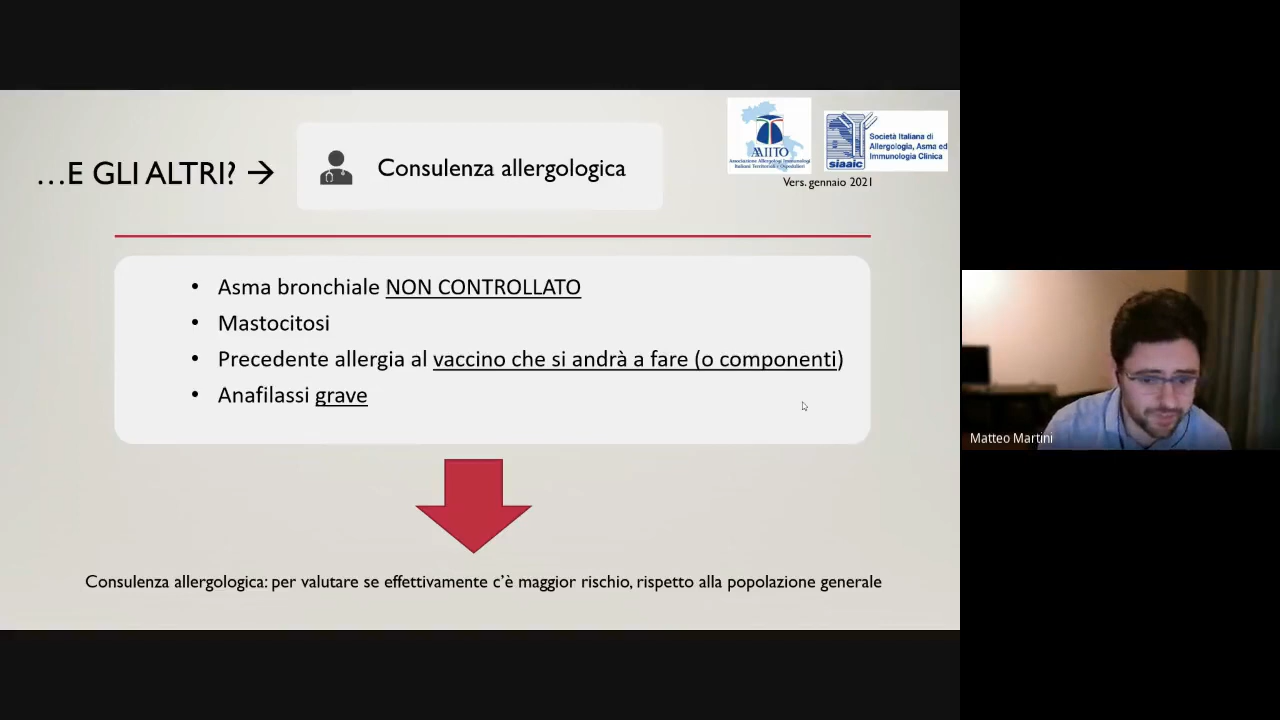 …E GLI ALTRI? →
Consulenza allergologica
AAIITO
Associazione Allergologi Immunologi
Italiani Territoriali e Ospedalieri
siaaic
Società Italiana di
Allergologia, Asma ed
Immunologia Clinica
Vers. gennaio 2021
• Asma bronchiale NON CONTROLLATO
• Mastocitosi
• Precedente allergia al vaccino che si andrà a fare (o componenti)
• Anafilassi grave
Consulenza allergologica: per valutare se effettivamente c'è maggior rischio, rispetto alla popolazione generale
Matteo Martini